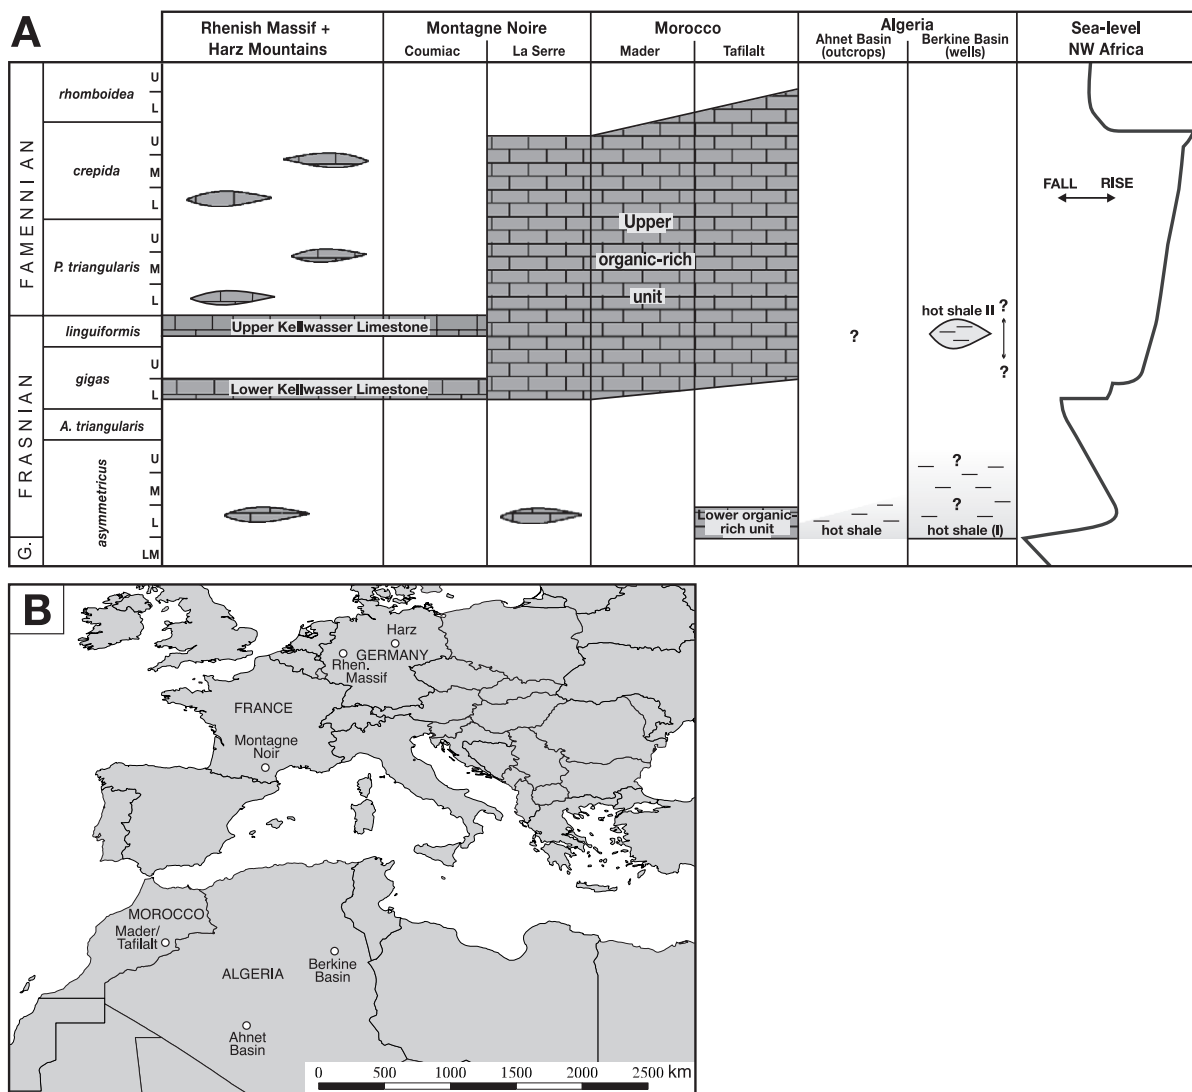 A
Rhenish Massif +
Harz Mountains
Montagne Noire
Coumiac
La Serre
Morocco
Mader
Tafilalt
Algeria
Ahnet Basin
(outcrops)
Berkine Basin
(wells)
Sea-level
NW Africa
FAMENNIAN
FRASNIAN
G.
rhomboidea
U
L
crepida
U
M
L
P. triangularis
U
M
L
linguiformis
gigas
U
L
A. triangularis
asymmetricus
U
M
L
LM
Upper Kellwasser Limestone
Lower Kellwasser Limestone
Upper
organic-rich
unit
Lower organic-
rich unit
?
hot shale
hot shale II
?
?
?
?
hot shale (I)
FALL
RISE
B
Harz
GERMANY
Rhen.
Massif
FRANCE
Montagne
Noir
MOROCCO
Mader/
Tafilalt
ALGERIA
Berkine
Basin
Ahnet
Basin
0 500 1000 1500 2000 2500 km